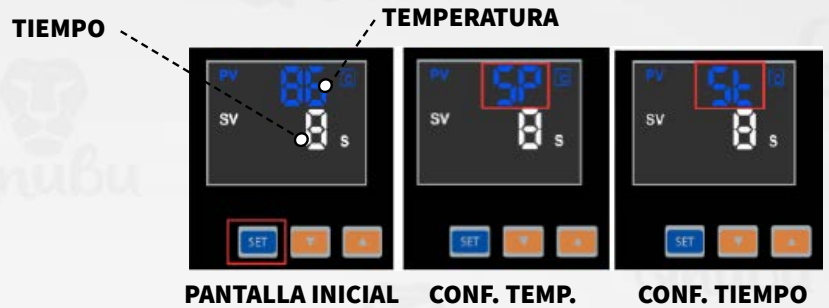 TIEMPO
TEMPERATURA
PV 86 °C
SV 8 S
SET ▼ ▲
PV SP °C
SV 8 S
SET ▼ ▲
PV St °C
SV 8 S
SET ▼ ▲
PANTALLA INICIAL
CONF. TEMP.
CONF. TIEMPO
nubu